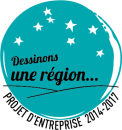 Dessinons
une région...
PROJET D'ENTREPRISE 2014-2017